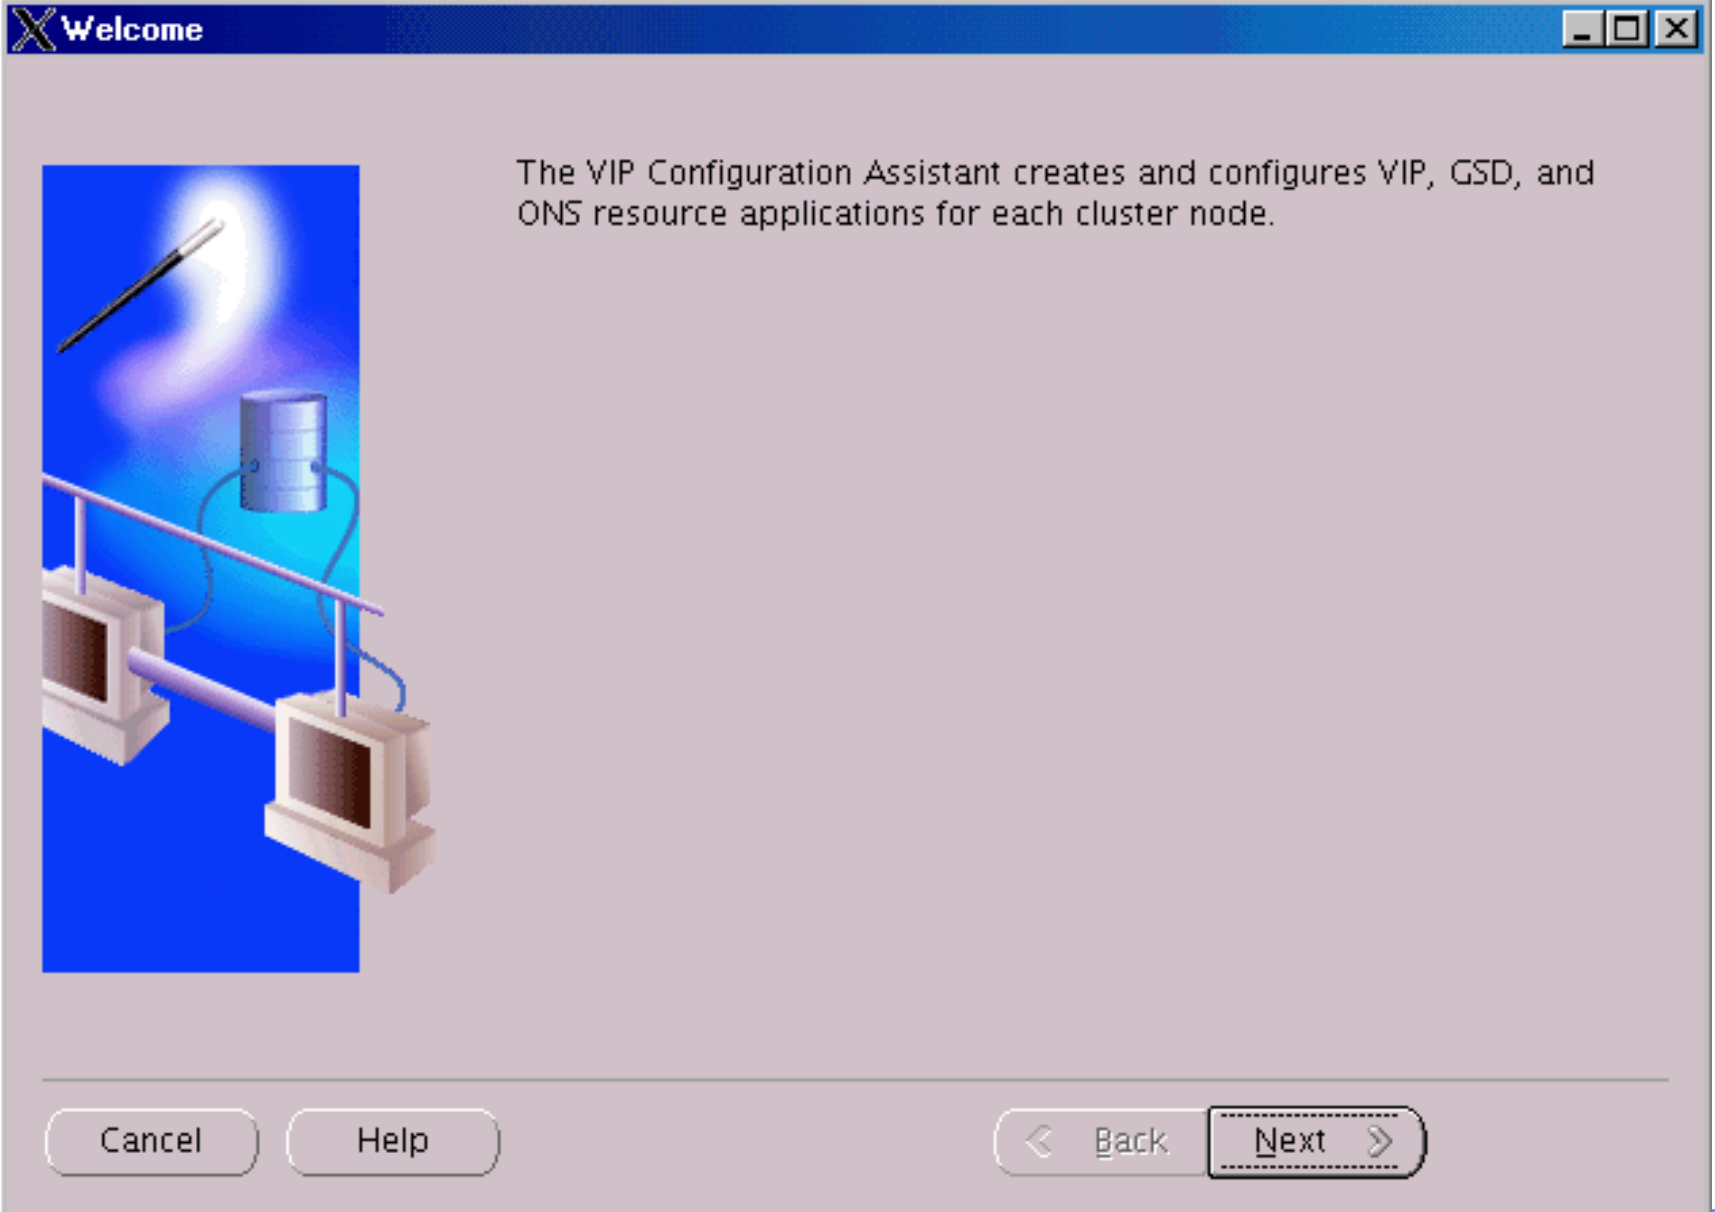 Welcome
The VIP Configuration Assistant creates and configures VIP, GSD, and
ONS resource applications for each cluster node.
Cancel
Help
Back
Next